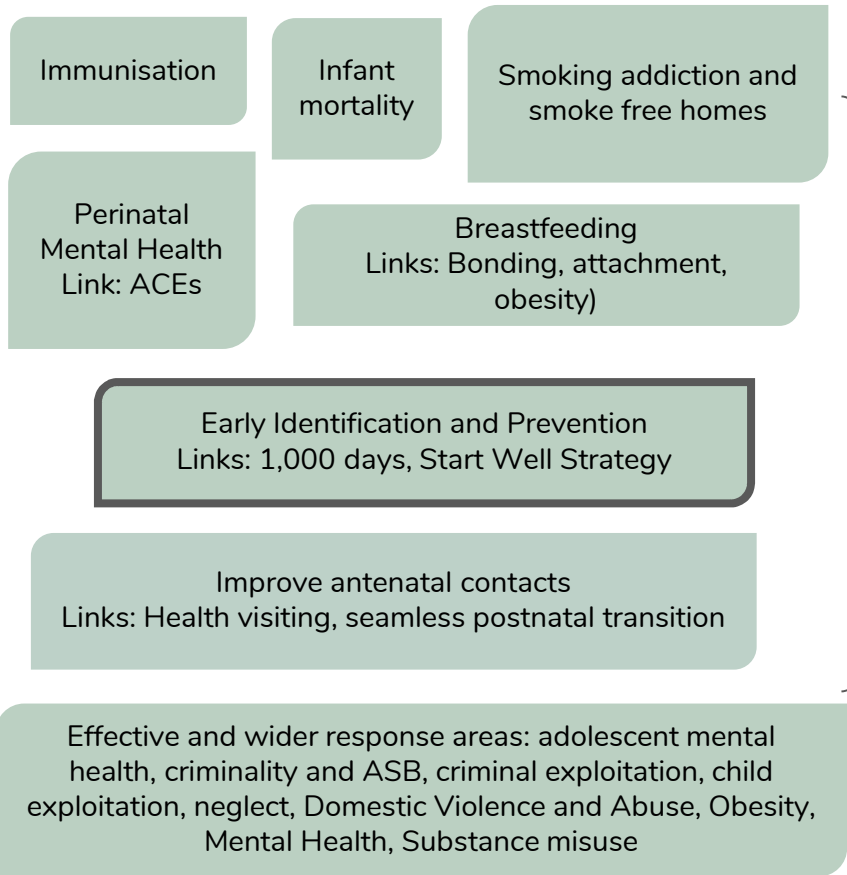 Immunisation
Infant
mortality
Smoking addiction and
smoke free homes
Perinatal
Mental Health
Link: ACEs
Breastfeeding
Links: Bonding, attachment,
obesity)
Early Identification and Prevention
Links: 1,000 days, Start Well Strategy
Improve antenatal contacts
Links: Health visiting, seamless postnatal transition
Effective and wider response areas: adolescent mental
health, criminality and ASB, criminal exploitation, child
exploitation, neglect, Domestic Violence and Abuse, Obesity,
Mental Health, Substance misuse